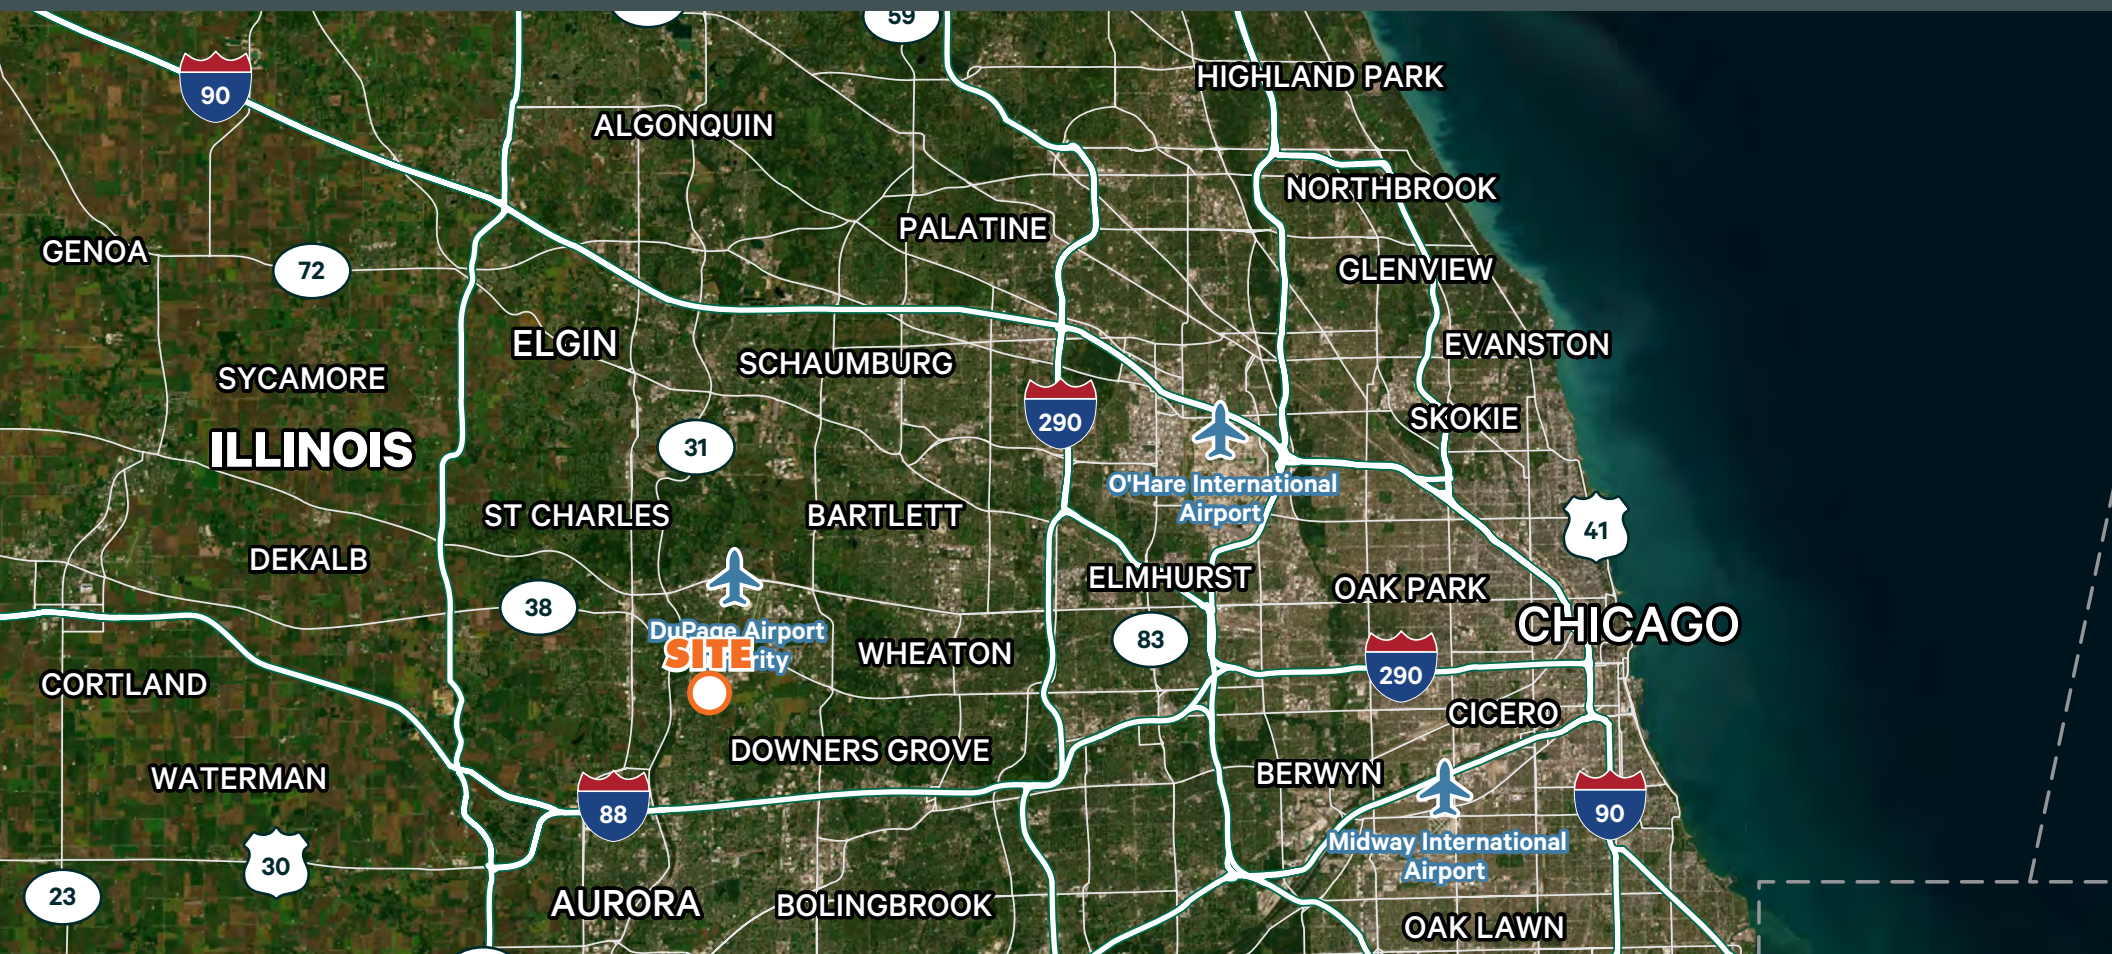 59
HIGHLAND PARK
90
ALGONQUIN
NORTHBROOK
PALATINE
GENOA
72
GLENVIEW
ELGIN
EVANSTON
SCHAUMBURG
SYCAMORE
290
SKOKIE
ILLINOIS
31
O'Hare International
Airport
ST CHARLES
BARTLETT
41
DEKALB
ELMHURST
OAK PARK
38
CHICAGO
DuPage Airport
83
SITE
rity
WHEATON
290
CORTLAND
CICERO
DOWNERS GROVE
BERWYN
WATERMAN
88
90
Midway International
Airport
30
23
AURORA
BOLINGBROOK
OAK LAWN